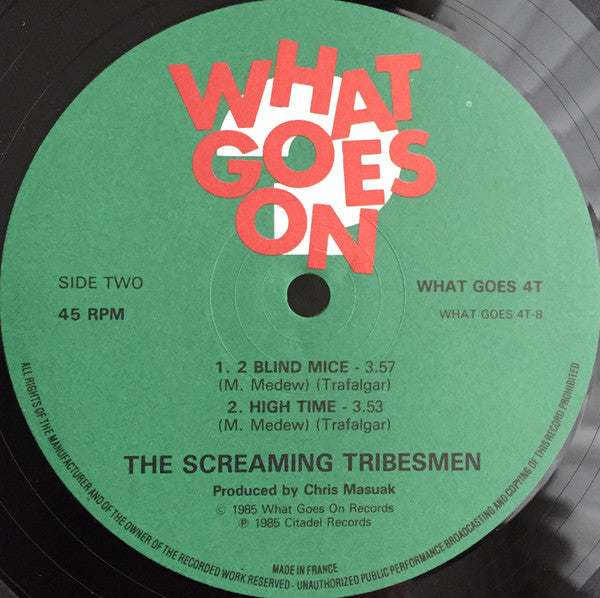 WHAT
GOES
ON
SIDE TWO
45 RPM
WHAT GOES 4T
WHAT GOES 4T-B
1. 2 BLIND MICE - 3.57
(M. Medew) (Trafalgar)
2. HIGH TIME - 3.53
(M. Medew) (Trafalgar)
THE SCREAMING TRIBESMEN
Produced by Chris Masuak
© 1985 What Goes On Records
℗ 1985 Citadel Records
MADE IN FRANCE
ALL RIGHTS OF THE MANUFACTURER AND OF THE OWNER OF THE RECORDED WORK RESERVED - UNAUTHORIZED PUBLIC PERFORMANCE BROADCASTING AND COPYING OF THIS RECORD PROHIBITED